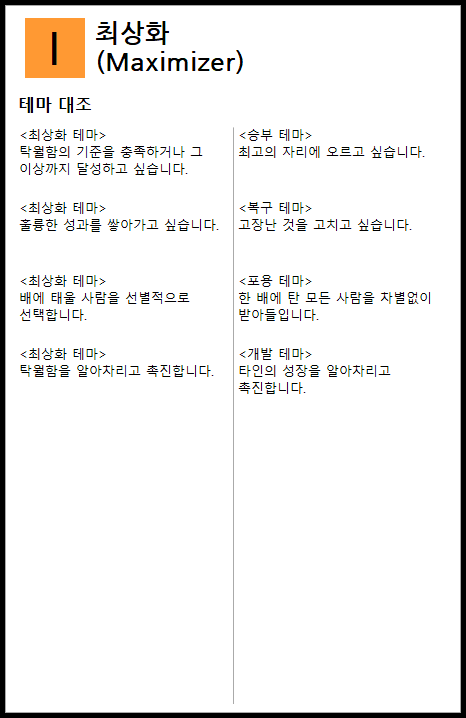 I
최상화
(Maximizer)
테마 대조
<최상화 테마>
탁월함의 기준을 충족하거나 그
이상까지 달성하고 싶습니다.
<승부 테마>
최고의 자리에 오르고 싶습니다.
<최상화 테마>
훌륭한 성과를 쌓아가고 싶습니다.
<복구 테마>
고장난 것을 고치고 싶습니다.
<최상화 테마>
배에 태울 사람을 선별적으로
선택합니다.
<포용 테마>
한 배에 탄 모든 사람을 차별없이
받아들입니다.
<최상화 테마>
탁월함을 알아차리고 촉진합니다.
<개발 테마>
타인의 성장을 알아차리고
촉진합니다.